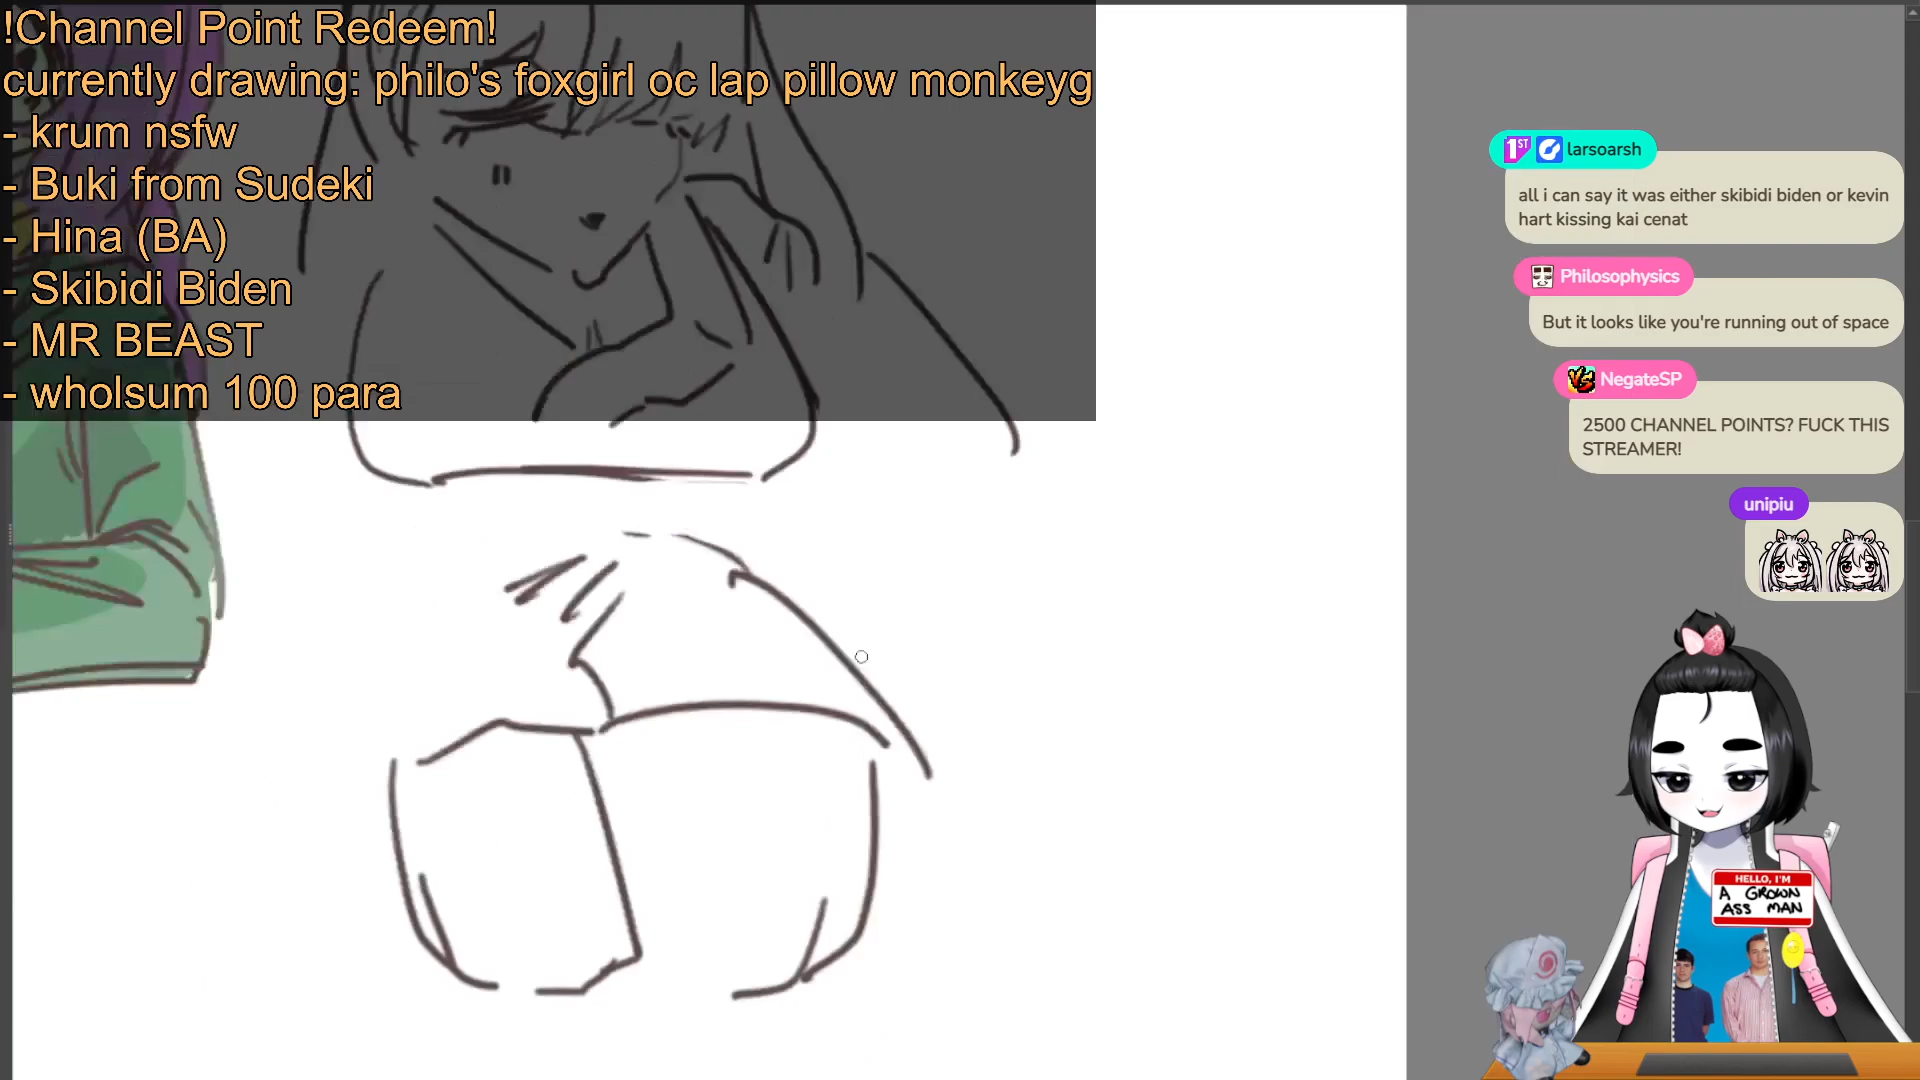 !Channel Point Redeem!
currently drawing: philo's foxgirl oc lap pillow monkeyg
- krum nsfw
- Buki from Sudeki
- Hina (BA)
- Skibidi Biden
- MR BEAST
- wholsum 100 para
1ST larsoarsh
all i can say it was either skibidi biden or kevin
hart kissing kai cenat
Philosophysics
But it looks like you're running out of space
VS NegateSP
2500 CHANNEL POINTS? FUCK THIS
STREAMER!
unipiu
HELLO, I'M
A GROWN
ASS MAN